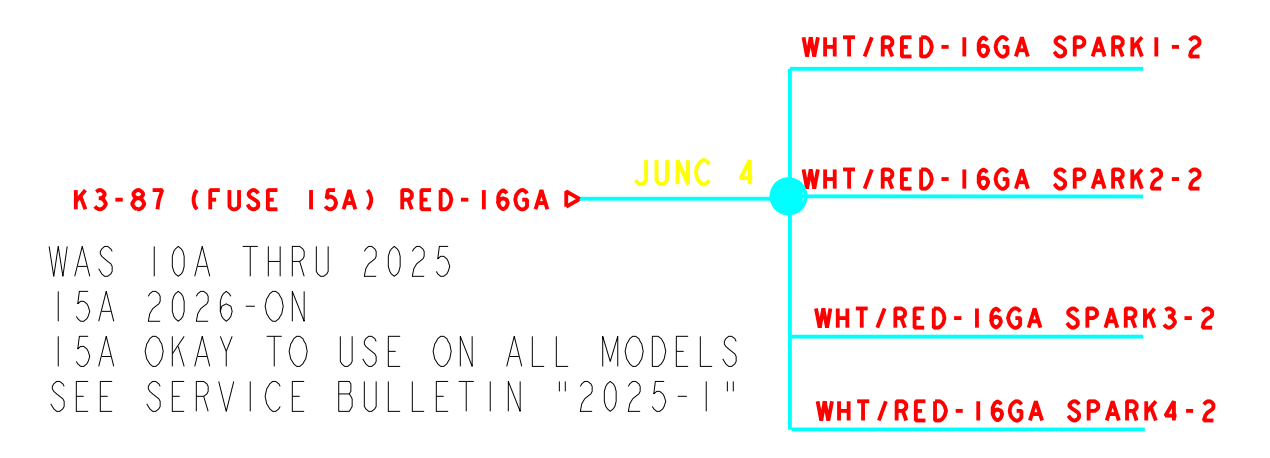 WHT/RED-16GA SPARK1-2
JUNC 4
WHT/RED-16GA SPARK2-2
K3-87 (FUSE 15A) RED-16GA
WAS 10A THRU 2025
15A 2026-ON
15A OKAY TO USE ON ALL MODELS
SEE SERVICE BULLETIN "2025-1"
WHT/RED-16GA SPARK3-2
WHT/RED-16GA SPARK4-2